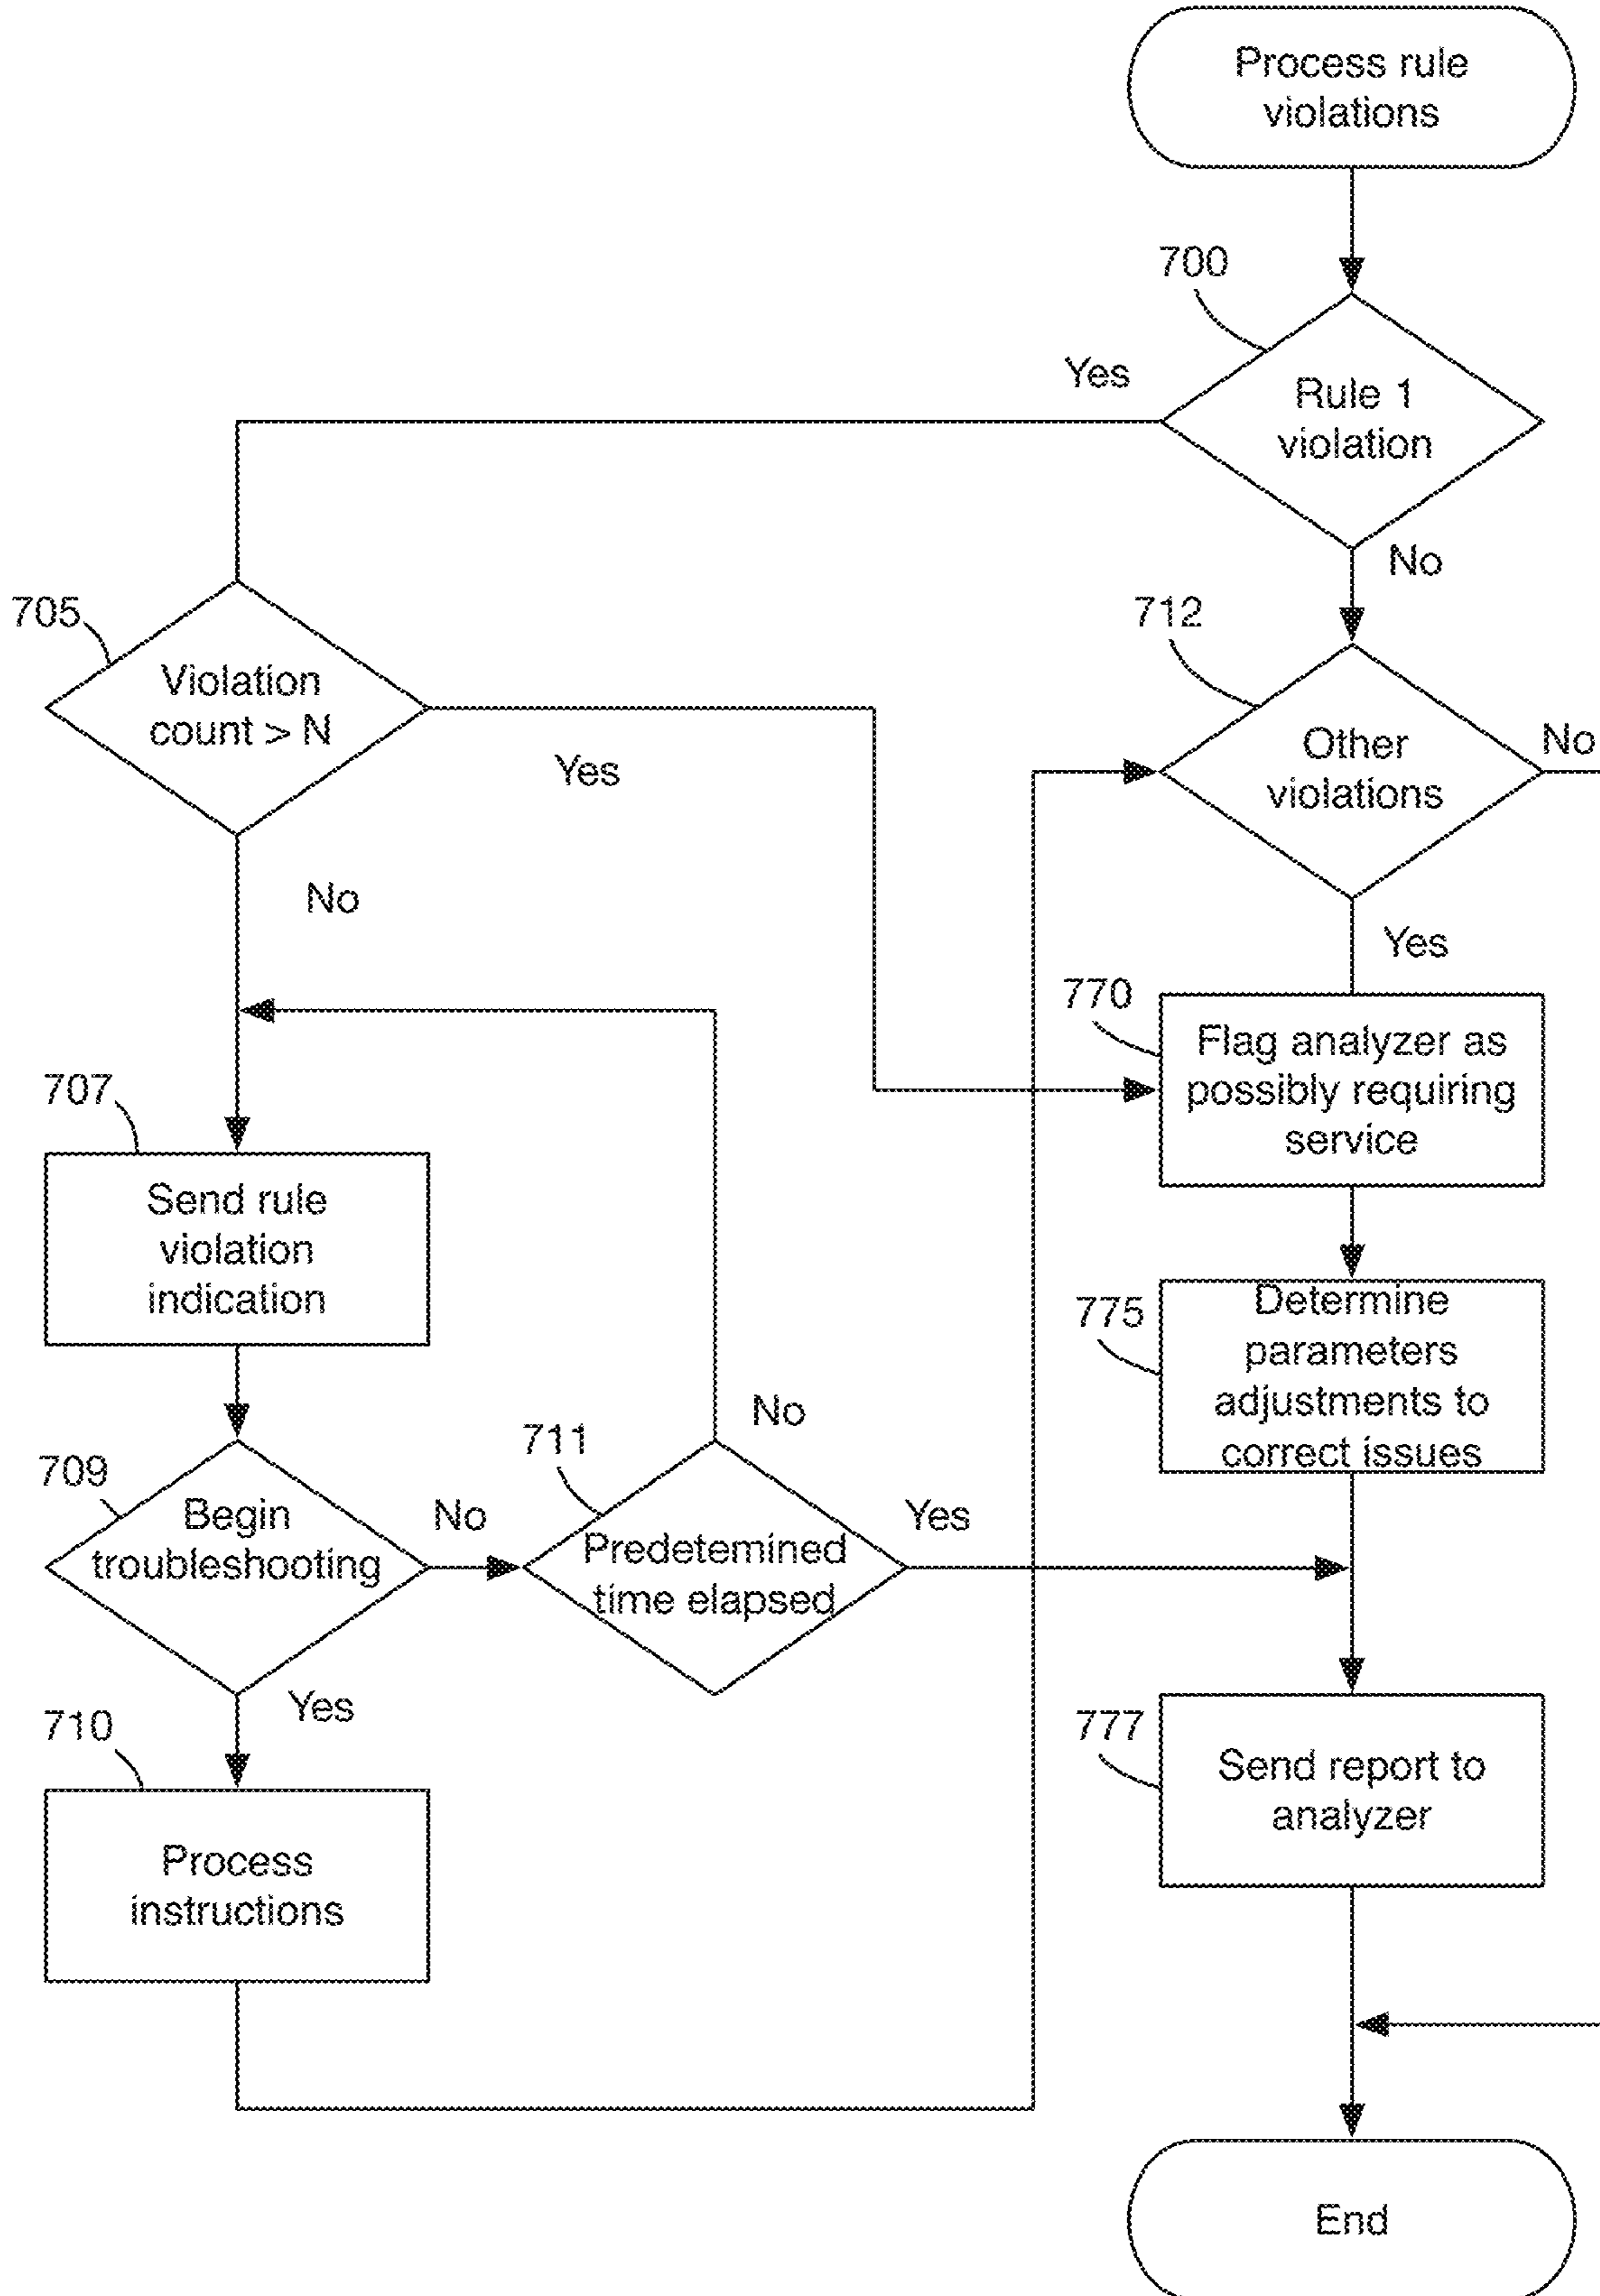 Process rule
violations
700
Yes
Rule 1
violation
No
705
Violation
count > N
Yes
No
712
Other
violations
No
Yes
770
Flag analyzer as
possibly requiring
service
707
Send rule
violation
indication
775
Determine
parameters
adjustments to
correct issues
709
Begin
troubleshooting
No
711
No
Predetemined
time elapsed
Yes
Yes
710
Process
instructions
777
Send report to
analyzer
End